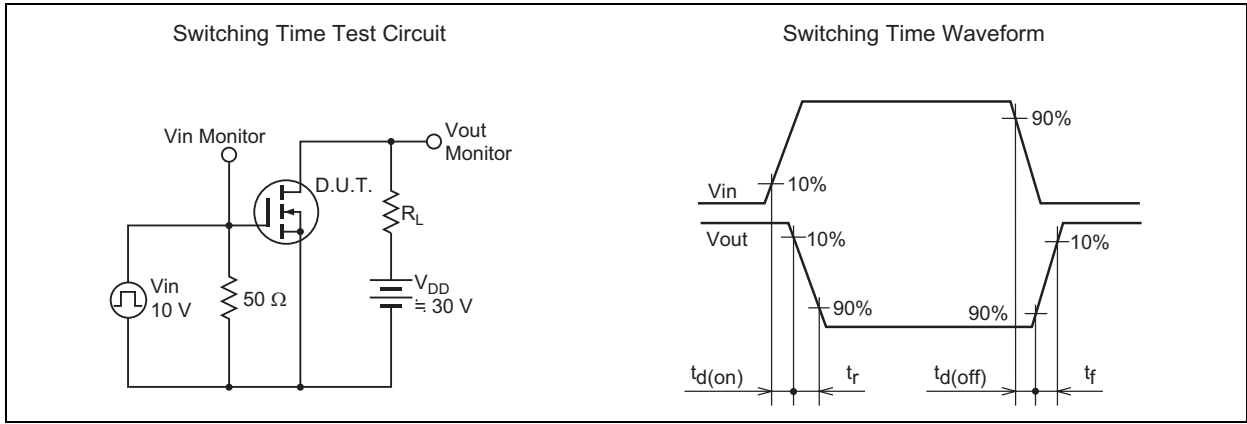 Switching Time Test Circuit
Vin Monitor
Vout
Monitor
D.U.T.
RL
Vin
10 V
50 Ω
VDD
≒ 30 V
Switching Time Waveform
Vin
Vout
10%
90%
10%
90%
90%
10%
td(on)
tr
td(off)
tf